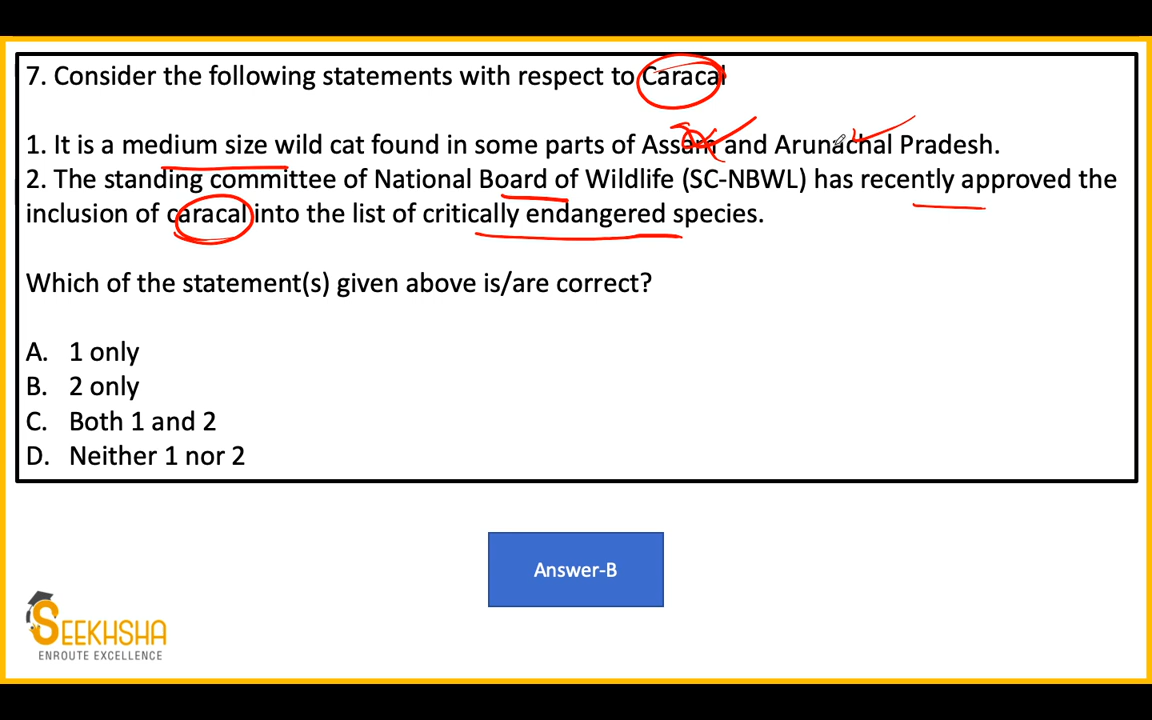 7. Consider the following statements with respect to Caracal
1. It is a medium size wild cat found in some parts of Assam and Arunachal Pradesh.
2. The standing committee of National Board of Wildlife (SC-NBWL) has recently approved the
inclusion of caracal into the list of critically endangered species.
Which of the statement(s) given above is/are correct?
A. 1 only
B. 2 only
C. Both 1 and 2
D. Neither 1 nor 2
Answer-B
SEEKHSHA
ENROUTE EXCELLENCE